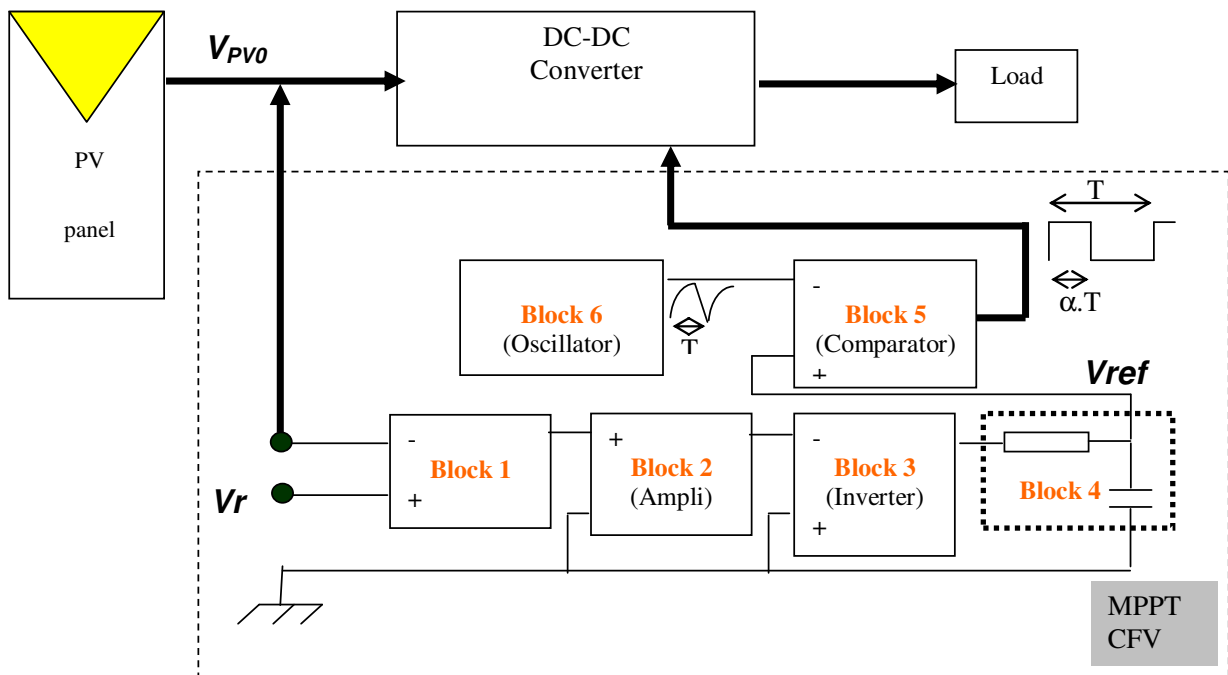 V_PV0
DC-DC
Converter
Load
PV
panel
T
α.T
Block 6
(Oscillator)
T
-
Block 5
(Comparator)
+
Vref
Vr
-
Block 1
+
+
Block 2
(Ampli)
-
Block 3
(Inverter)
+
Block 4
MPPT
CFV